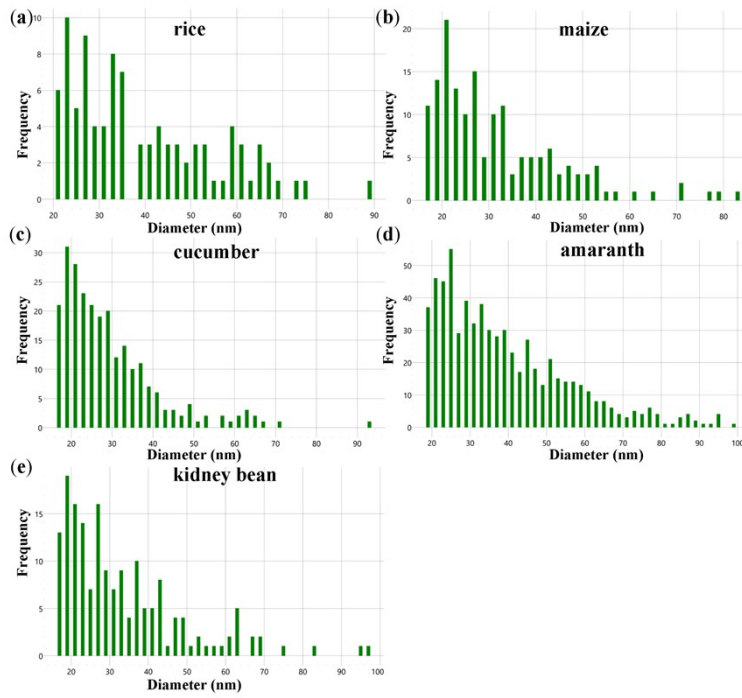 (a)
rice
Frequency
10
8
6
4
2
0
20 30 40 50 60 70 80 90
Diameter (nm)
(b)
maize
Frequency
20
15
10
5
0
20 30 40 50 60 70 80
Diameter (nm)
(c)
cucumber
Frequency
30
25
20
15
10
5
0
20 30 40 50 60 70 80 90
Diameter (nm)
(d)
amaranth
Frequency
50
40
30
20
10
0
20 30 40 50 60 70 80 90 100
Diameter (nm)
(e)
kidney bean
Frequency
15
10
5
0
20 30 40 50 60 70 80 90 100
Diameter (nm)